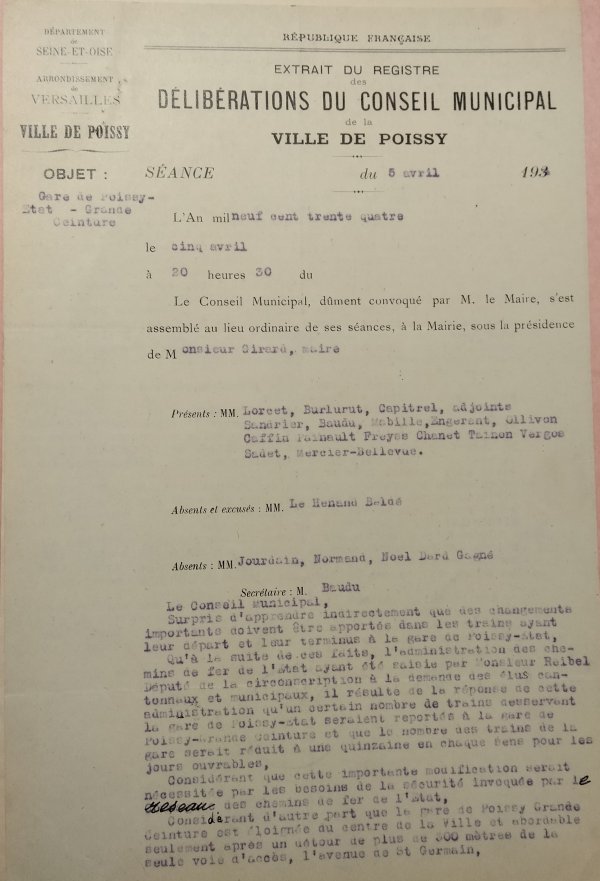 DÉPARTEMENT
de
SEINE-ET-OISE
ARRONDISSEMENT
de
VERSAILLES
VILLE DE POISSY
OBJET :
Gare de Poissy-
Etat - Grande
Ceinture
RÉPUBLIQUE FRANÇAISE
EXTRAIT DU REGISTRE
des
DÉLIBÉRATIONS DU CONSEIL MUNICIPAL
de la
VILLE DE POISSY
SÉANCE du 5 avril 1934
L'An mil neuf cent trente quatre
le cinq avril
à 20 heures 30 du
Le Conseil Municipal, dûment convoqué par M. le Maire, s'est
assemblé au lieu ordinaire de ses séances, à la Mairie, sous la présidence
de Monsieur Girard, maire
Présents : MM. Lorcet, Burlurut, Capitrel, adjoints
Sandrier, Baudu, Mabille, Engerant, Ollivon
Caffin Painault Freyes Chanet Tainon Vergos
Sadet, Mercier-Bellevue.
Absents et excusés : MM. Le Henand Beldé
Absents : MM. Jourdain, Normand, Noel Dard Gagné
Secrétaire : M. Baudu
Le Conseil Municipal,
Surpris d'apprendre indirectement que des changements
importants doivent être apportés dans les trains ayant
leur départ et leur terminus à la gare de Poissy-Etat,
Qu'à la suite de ces faits, l'administration des che-
mins de fer de l'Etat ayant été saisie par Monsieur Reibel
Député de la circonscription à la demande des élus can-
tonnaux et municipaux, il résulte de la réponse de cette
administration qu'un certain nombre de trains desservant
la gare de Poissy-Etat seraient reportés à la gare de
Poissy-Grande Ceinture et que le nombre des trains de la
gare serait réduit à une quinzaine en chaque sens pour les
jours ouvrables,
Considérant que cette importante modification serait
nécessitée par les besoins de la sécurité invoquée par le
réseau des chemins de fer de l'Etat,
Considérant d'autre part que la gare de Poissy Grande
Ceinture est éloignée du centre de la Ville et abordable
seulement après un détour de plus de 300 mètres de la
seule voie d'accès, l'avenue de St Germain,